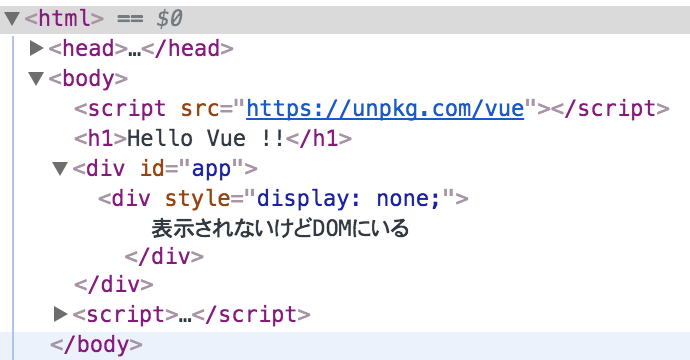 ▼<html> == $0
▶<head>…</head>
▼<body>
<script src="https://unpkg.com/vue"></script>
<h1>Hello Vue !!</h1>
▼<div id="app">
<div style="display: none;">
表示されないけどDOMにいる
</div>
</div>
▶<script>…</script>
</body>